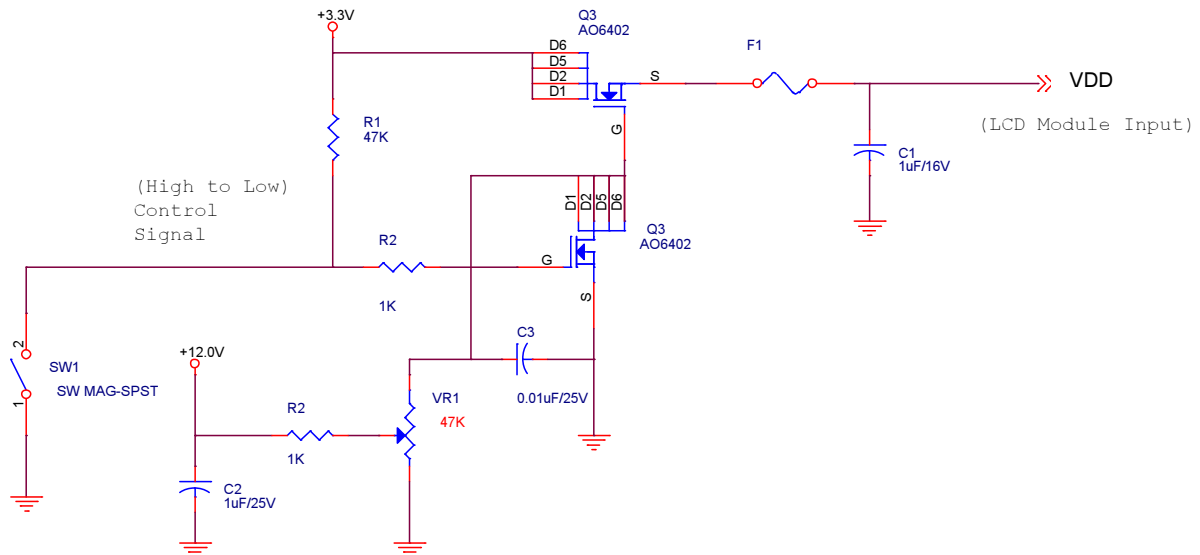 +3.3V
Q3
AO6402
D6
D5
D2
D1
S
G
F1
VDD
(LCD Module Input)
R1
47K
C1
1uF/16V
(High to Low)
Control
Signal
D1
D2
D5
D6
Q3
AO6402
R2
1K
G
S
2
1
SW1
SW MAG-SPST
+12.0V
C3
0.01uF/25V
VR1
47K
R2
1K
C2
1uF/25V